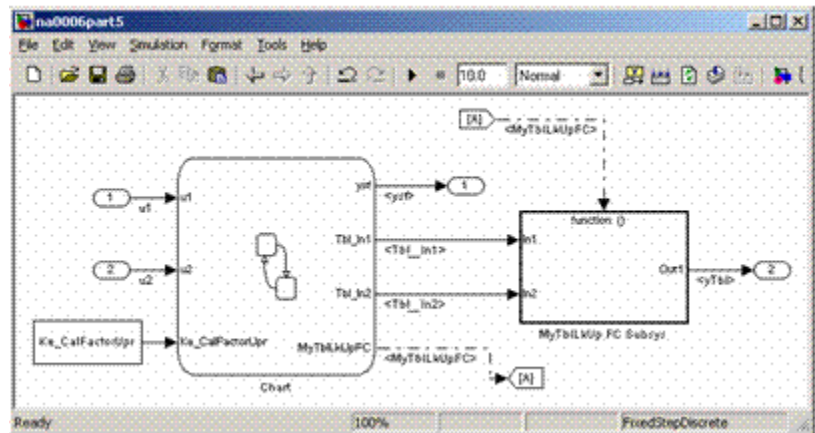 na0006part5
File Edit View Simulation Format Tools Help
10.0 Normal
[A]
<MyTblLkUpFC>
1
u1
u1
yst
<yst>
1
function ()
Tbl_In1
<Tbl_In1>
In1
2
u2
u2
Tbl_In2
<Tbl_In2>
In2
Out1
<yTbl>
2
Ke_CalFactorUpr
Ke_CalFactorUpr
MyTblLkUpFC
<MyTblLkUpFC>
MyTblLkUp FC Subsys
[A]
Chart
Ready 100% FixedStepDiscrete